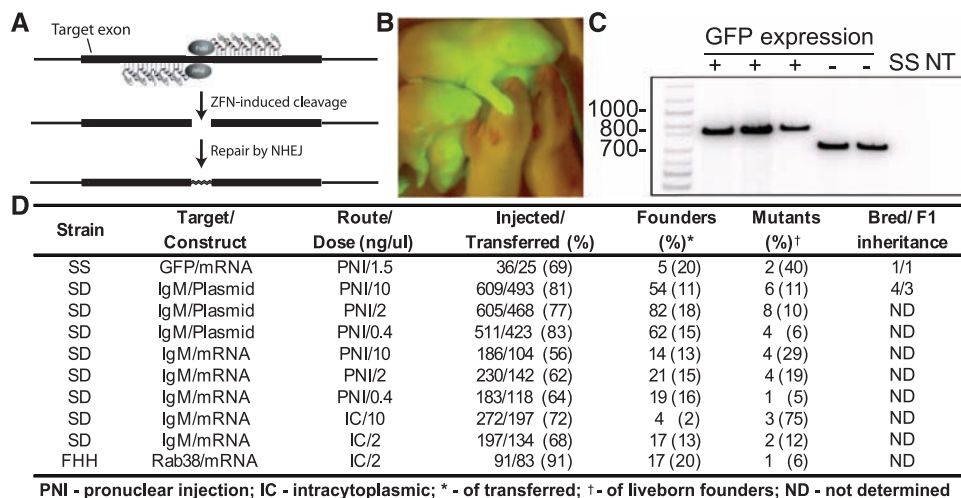 A
Target exon
ZFN-induced cleavage
Repair by NHEJ
B
C
GFP expression
+ + + - - SS NT
1000-
800-
700-
D
Strain Target/ Construct Route/ Dose (ng/ul) Injected/ Transferred (%) Founders (%)* Mutants (%)† Bred/ F1 inheritance
SS GFP/mRNA PNI/1.5 36/25 (69) 5 (20) 2 (40) 1/1
SD IgM/Plasmid PNI/10 609/493 (81) 54 (11) 6 (11) 4/3
SD IgM/Plasmid PNI/2 605/468 (77) 82 (18) 8 (10) ND
SD IgM/Plasmid PNI/0.4 511/423 (83) 62 (15) 4 (6) ND
SD IgM/mRNA PNI/10 186/104 (56) 14 (13) 4 (29) ND
SD IgM/mRNA PNI/2 230/142 (62) 21 (15) 4 (19) ND
SD IgM/mRNA PNI/0.4 183/118 (64) 19 (16) 1 (5) ND
SD IgM/mRNA IC/10 272/197 (72) 4 (2) 3 (75) ND
SD IgM/mRNA IC/2 197/134 (68) 17 (13) 2 (12) ND
FHH Rab38/mRNA IC/2 91/83 (91) 17 (20) 1 (6) ND
PNI - pronuclear injection; IC - intracytoplasmic; * - of transferred; † - of liveborn founders; ND - not determined